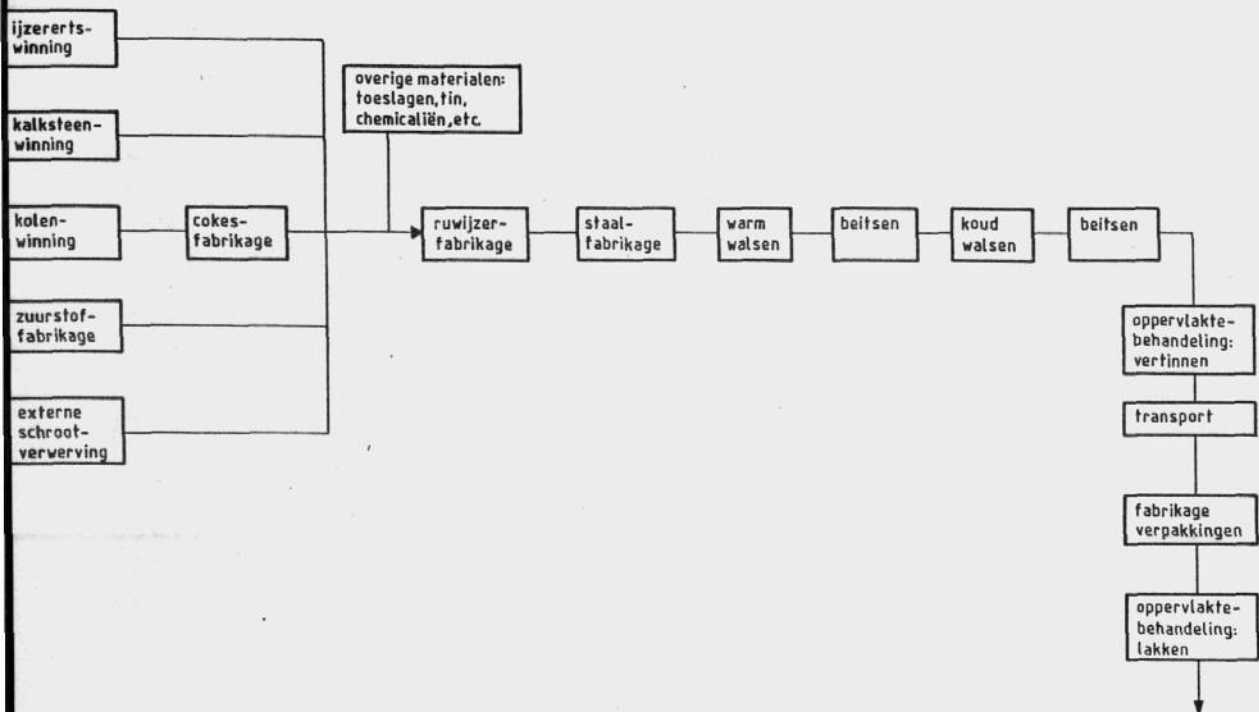 ijzererts-
winning
overige materialen:
toeslagen, tin,
chemicaliën, etc.
kalksteen-
winning
kolen-
winning
cokes-
fabrikage
ruwijzer-
fabrikage
staal-
fabrikage
warm
walsen
beitsen
koud
walsen
beitsen
zuurstof-
fabrikage
oppervlakte-
behandeling:
vertinnen
externe
schroot-
verwerving
transport
fabrikage
verpakkingen
oppervlakte-
behandeling:
lakken